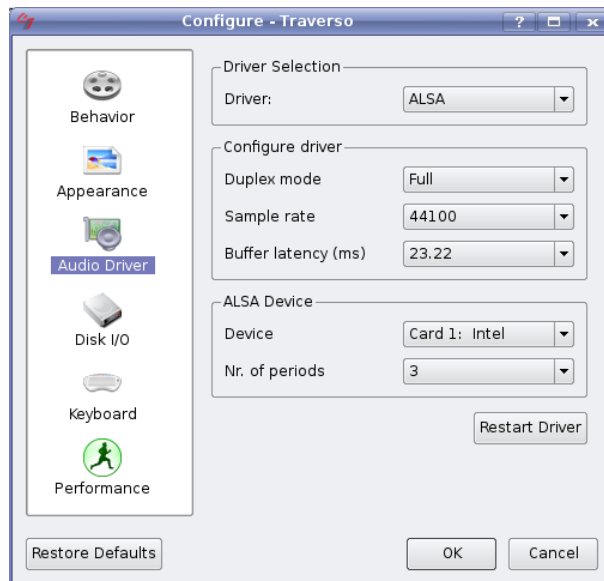 Configure - Traverso
Behavior
Appearance
Audio Driver
Disk I/O
Keyboard
Performance
Driver Selection
Driver: ALSA
Configure driver
Duplex mode Full
Sample rate 44100
Buffer latency (ms) 23.22
ALSA Device
Device Card 1: Intel
Nr. of periods 3
Restart Driver
Restore Defaults OK Cancel